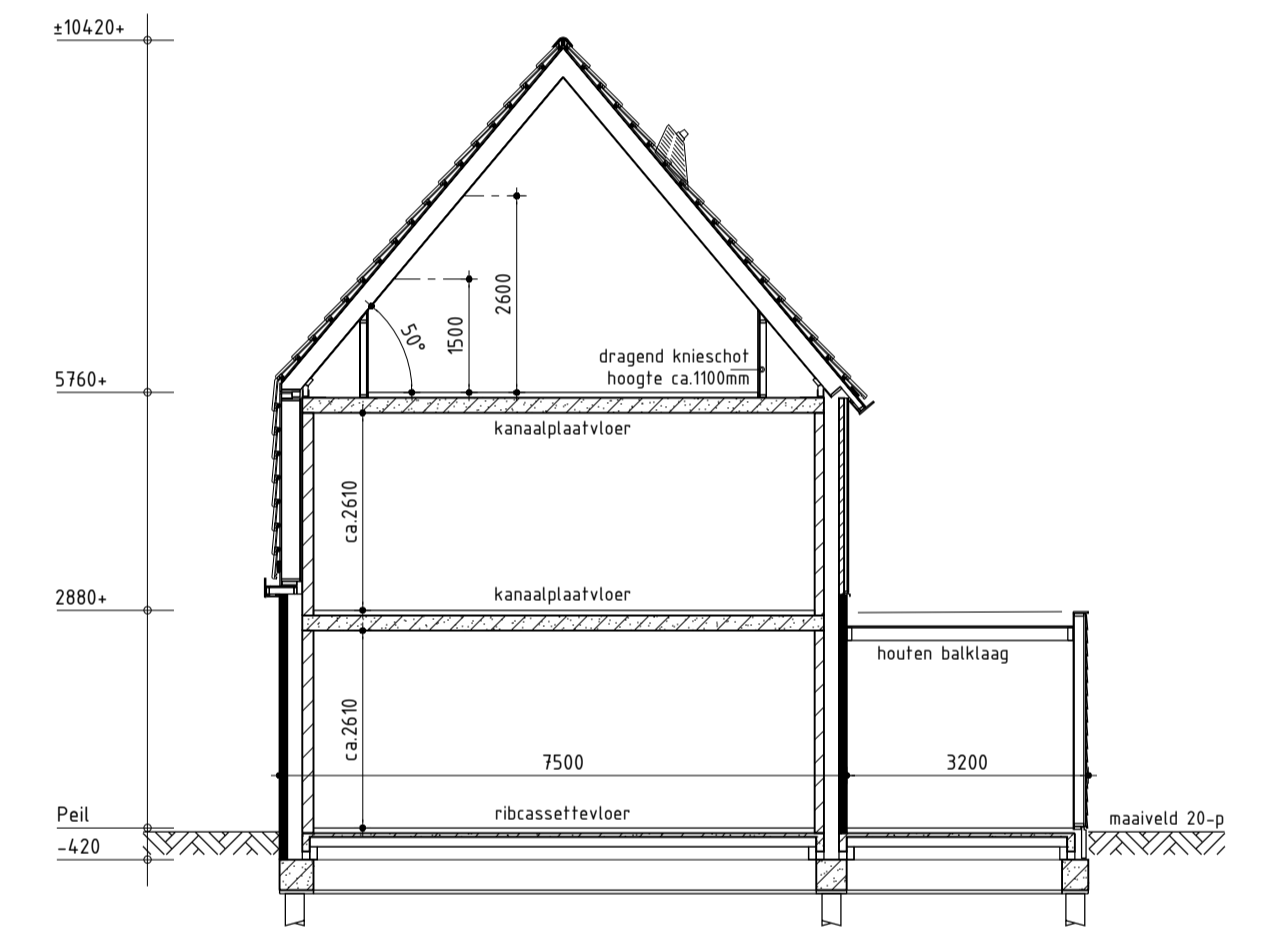 ±10420+
2600
1500
50°
dragend knieschot
hoogte ca.1100mm
5760+
kanaalplaatvloer
ca.2610
kanaalplaatvloer
2880+
houten balklaag
ca.2610
7500
3200
ribcassettevloer
Peil
maaiveld 20-p
-420